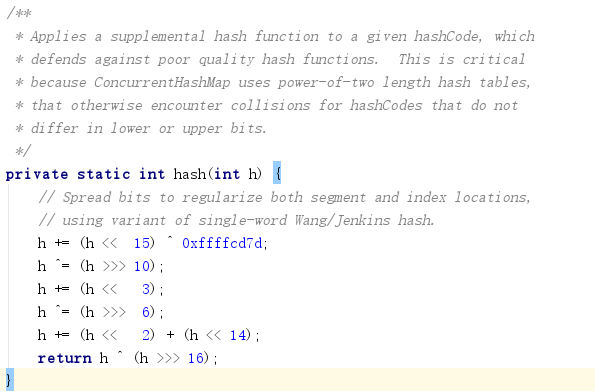 /**
 * Applies a supplemental hash function to a given hashCode, which
 * defends against poor quality hash functions.  This is critical
 * because ConcurrentHashMap uses power-of-two length hash tables,
 * that otherwise encounter collisions for hashCodes that do not
 * differ in lower or upper bits.
 */
private static int hash(int h) {
    // Spread bits to regularize both segment and index locations,
    // using variant of single-word Wang/Jenkins hash.
    h += (h <<  15) ^ 0xffffcd7d;
    h ^= (h >>> 10);
    h += (h <<   3);
    h ^= (h >>>  6);
    h += (h <<   2) + (h << 14);
    return h ^ (h >>> 16);
}